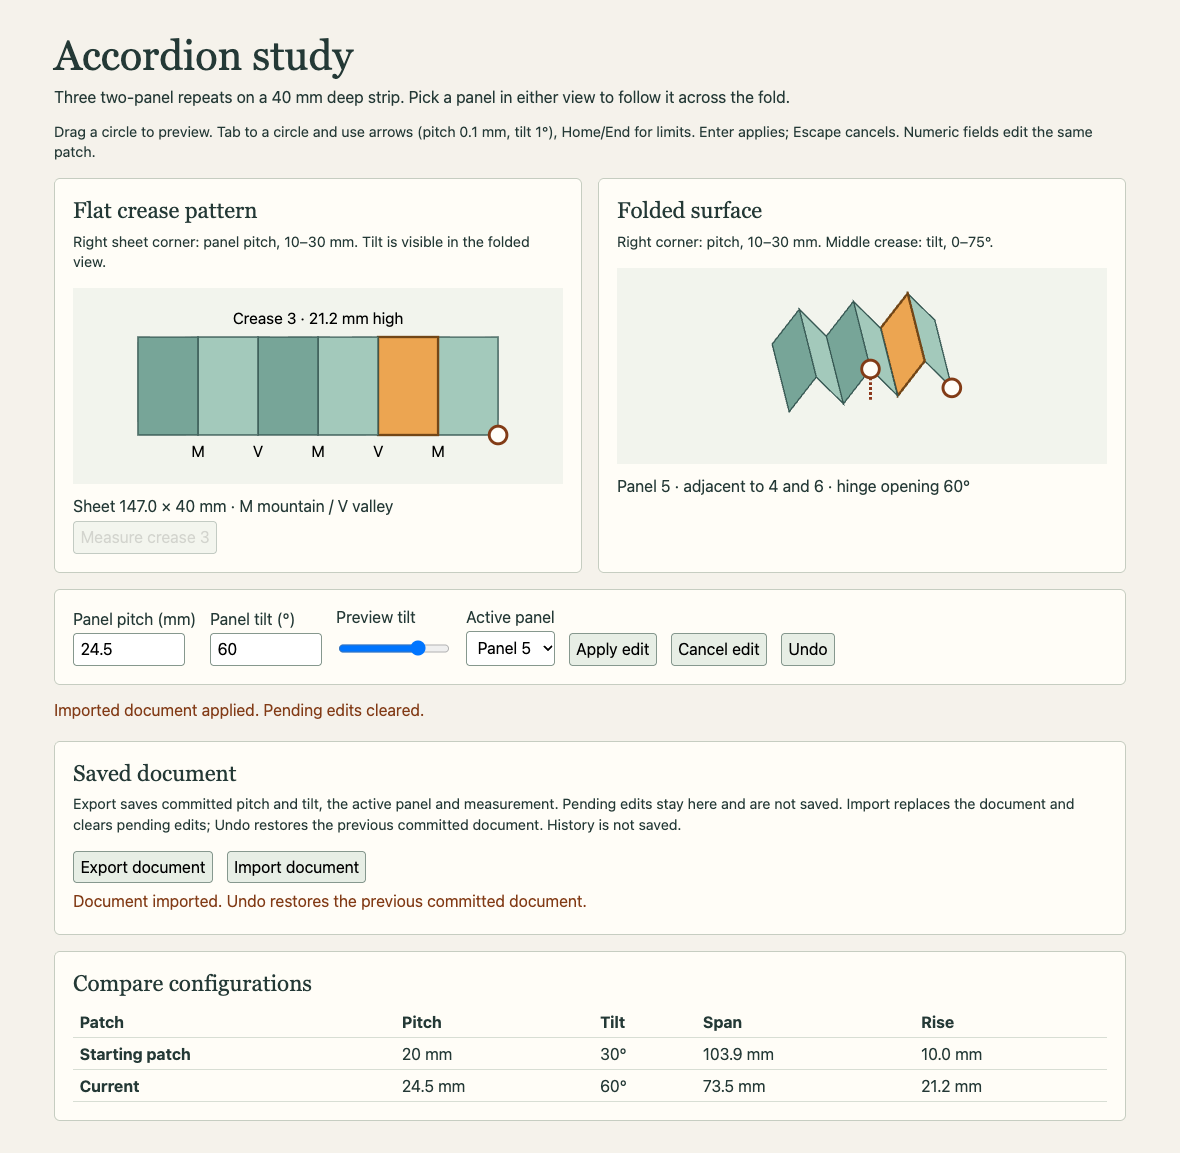 Accordion study
Three two-panel repeats on a 40 mm deep strip. Pick a panel in either view to follow it across the fold.
Drag a circle to preview. Tab to a circle and use arrows (pitch 0.1 mm, tilt 1°), Home/End for limits. Enter applies; Escape cancels. Numeric fields edit the same
patch.
Flat crease pattern
Right sheet corner: panel pitch, 10–30 mm. Tilt is visible in the folded
view.
Crease 3 · 21.2 mm high
M V M V M
Sheet 147.0 × 40 mm · M mountain / V valley
Measure crease 3
Folded surface
Right corner: pitch, 10–30 mm. Middle crease: tilt, 0–75°.
Panel 5 · adjacent to 4 and 6 · hinge opening 60°
Panel pitch (mm) Panel tilt (°) Preview tilt Active panel
24.5 60 Panel 5 Apply edit Cancel edit Undo
Imported document applied. Pending edits cleared.
Saved document
Export saves committed pitch and tilt, the active panel and measurement. Pending edits stay here and are not saved. Import replaces the document and
clears pending edits; Undo restores the previous committed document. History is not saved.
Export document Import document
Document imported. Undo restores the previous committed document.
Compare configurations
Patch Pitch Tilt Span Rise
Starting patch 20 mm 30° 103.9 mm 10.0 mm
Current 24.5 mm 60° 73.5 mm 21.2 mm